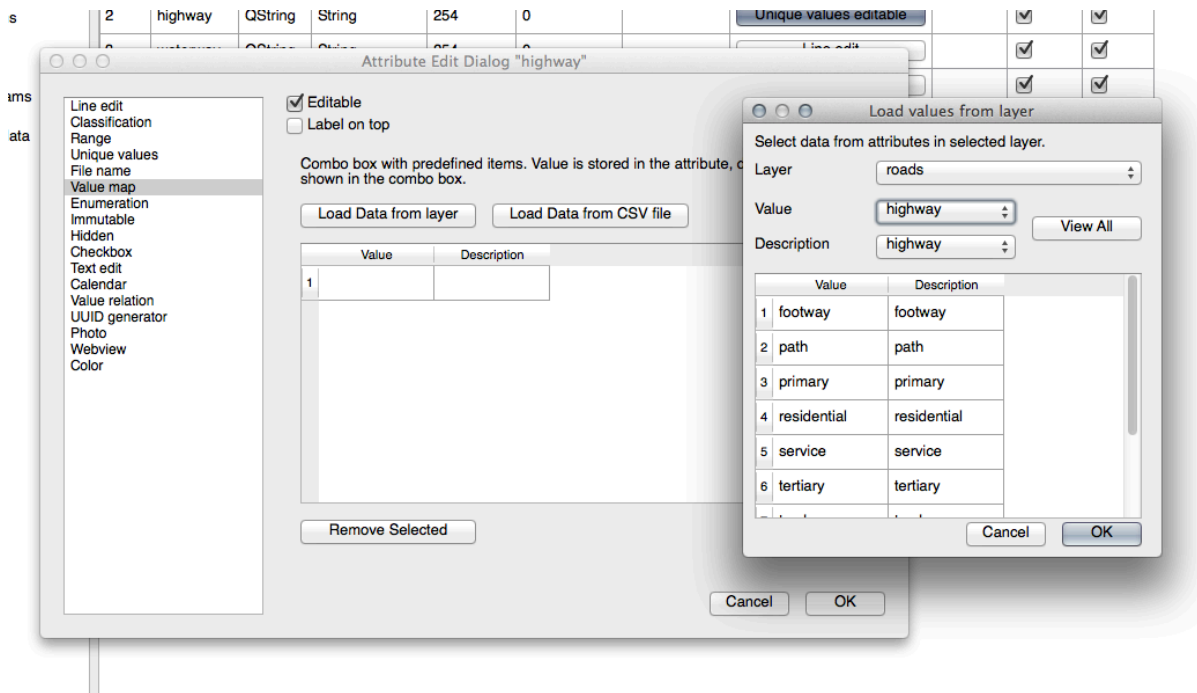 s
2 highway QString String 254 0 Unique values editable
Line edit
ams
ata
Attribute Edit Dialog "highway"
Line edit
Classification
Range
Unique values
File name
Value map
Enumeration
Immutable
Hidden
Checkbox
Text edit
Calendar
Value relation
UUID generator
Photo
Webview
Color
Editable
Label on top
Combo box with predefined items. Value is stored in the attribute,
shown in the combo box.
Load Data from layer Load Data from CSV file
Value Description
1
Remove Selected
Cancel OK
Load values from layer
Select data from attributes in selected layer.
Layer roads
Value highway
View All
Description highway
Value Description
1 footway footway
2 path path
3 primary primary
4 residential residential
5 service service
6 tertiary tertiary
Cancel OK